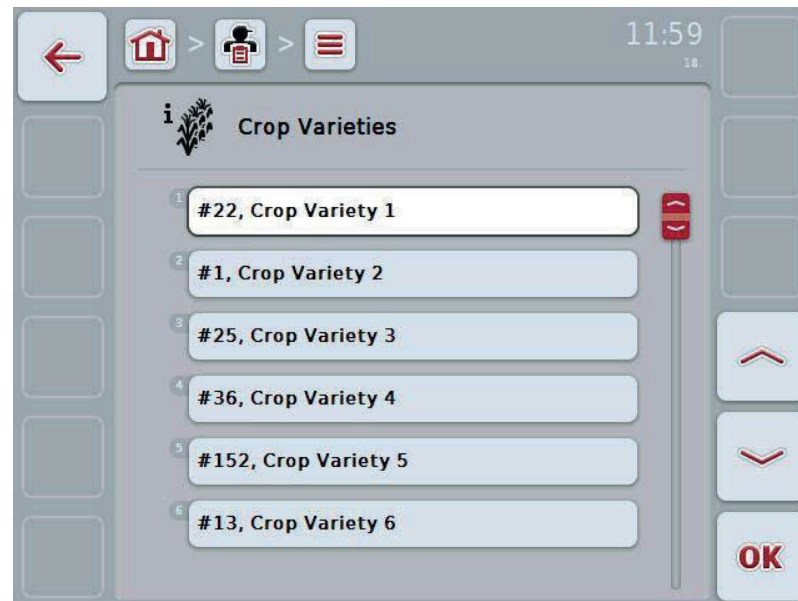 11:59
18.
i
Crop Varieties
1
#22, Crop Variety 1
2
#1, Crop Variety 2
3
#25, Crop Variety 3
4
#36, Crop Variety 4
5
#152, Crop Variety 5
6
#13, Crop Variety 6
OK